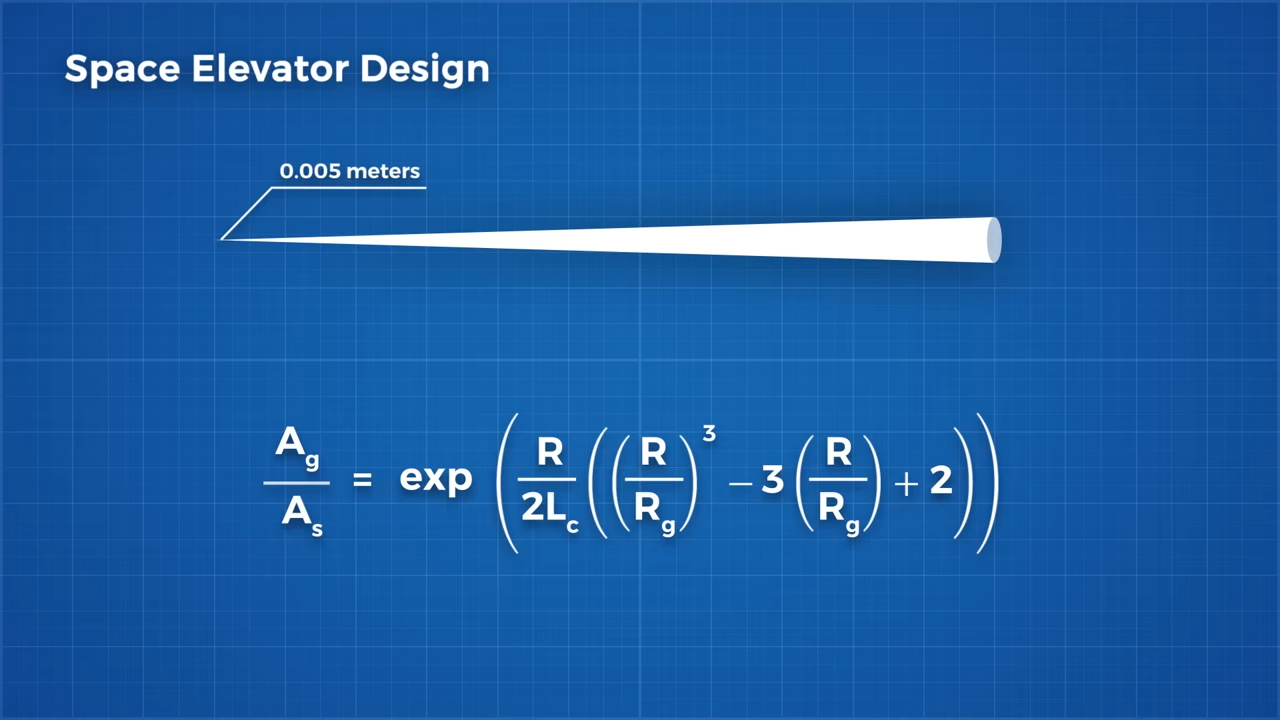 Space Elevator Design
0.005 meters
A_g / A_s = exp ( R / 2L_c ( ( R / R_g )^3 − 3 ( R / R_g ) + 2 ) )